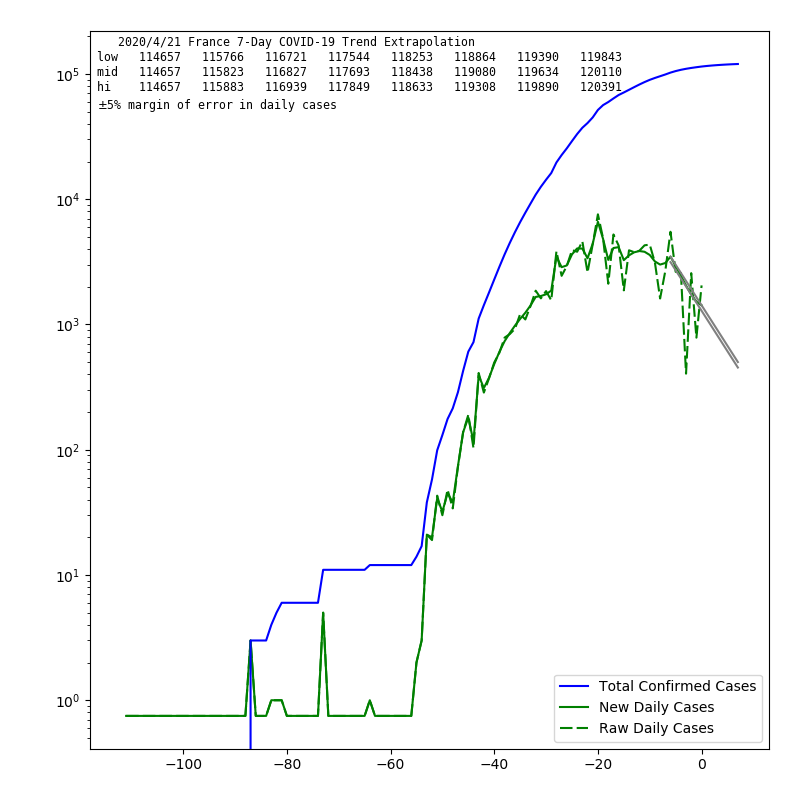 2020/4/21 France 7-Day COVID-19 Trend Extrapolation
low 114657 115766 116721 117544 118253 118864 119390 119843
mid 114657 115823 116827 117693 118438 119080 119634 120110
hi 114657 115883 116939 117849 118633 119308 119890 120391
±5% margin of error in daily cases
10⁵
10⁴
10³
10²
10¹
10⁰
Total Confirmed Cases
New Daily Cases
Raw Daily Cases
−100 −80 −60 −40 −20 0